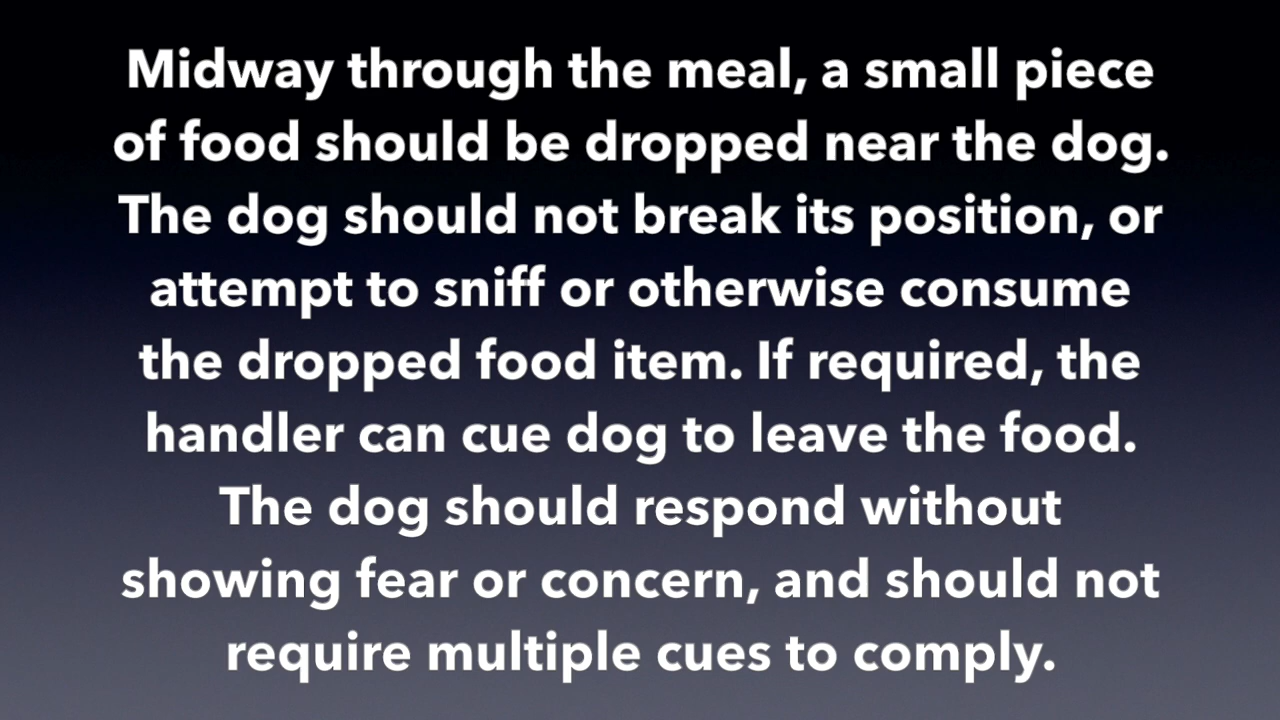 Midway through the meal, a small piece
of food should be dropped near the dog.
The dog should not break its position, or
attempt to sniff or otherwise consume
the dropped food item. If required, the
handler can cue dog to leave the food.
The dog should respond without
showing fear or concern, and should not
require multiple cues to comply.